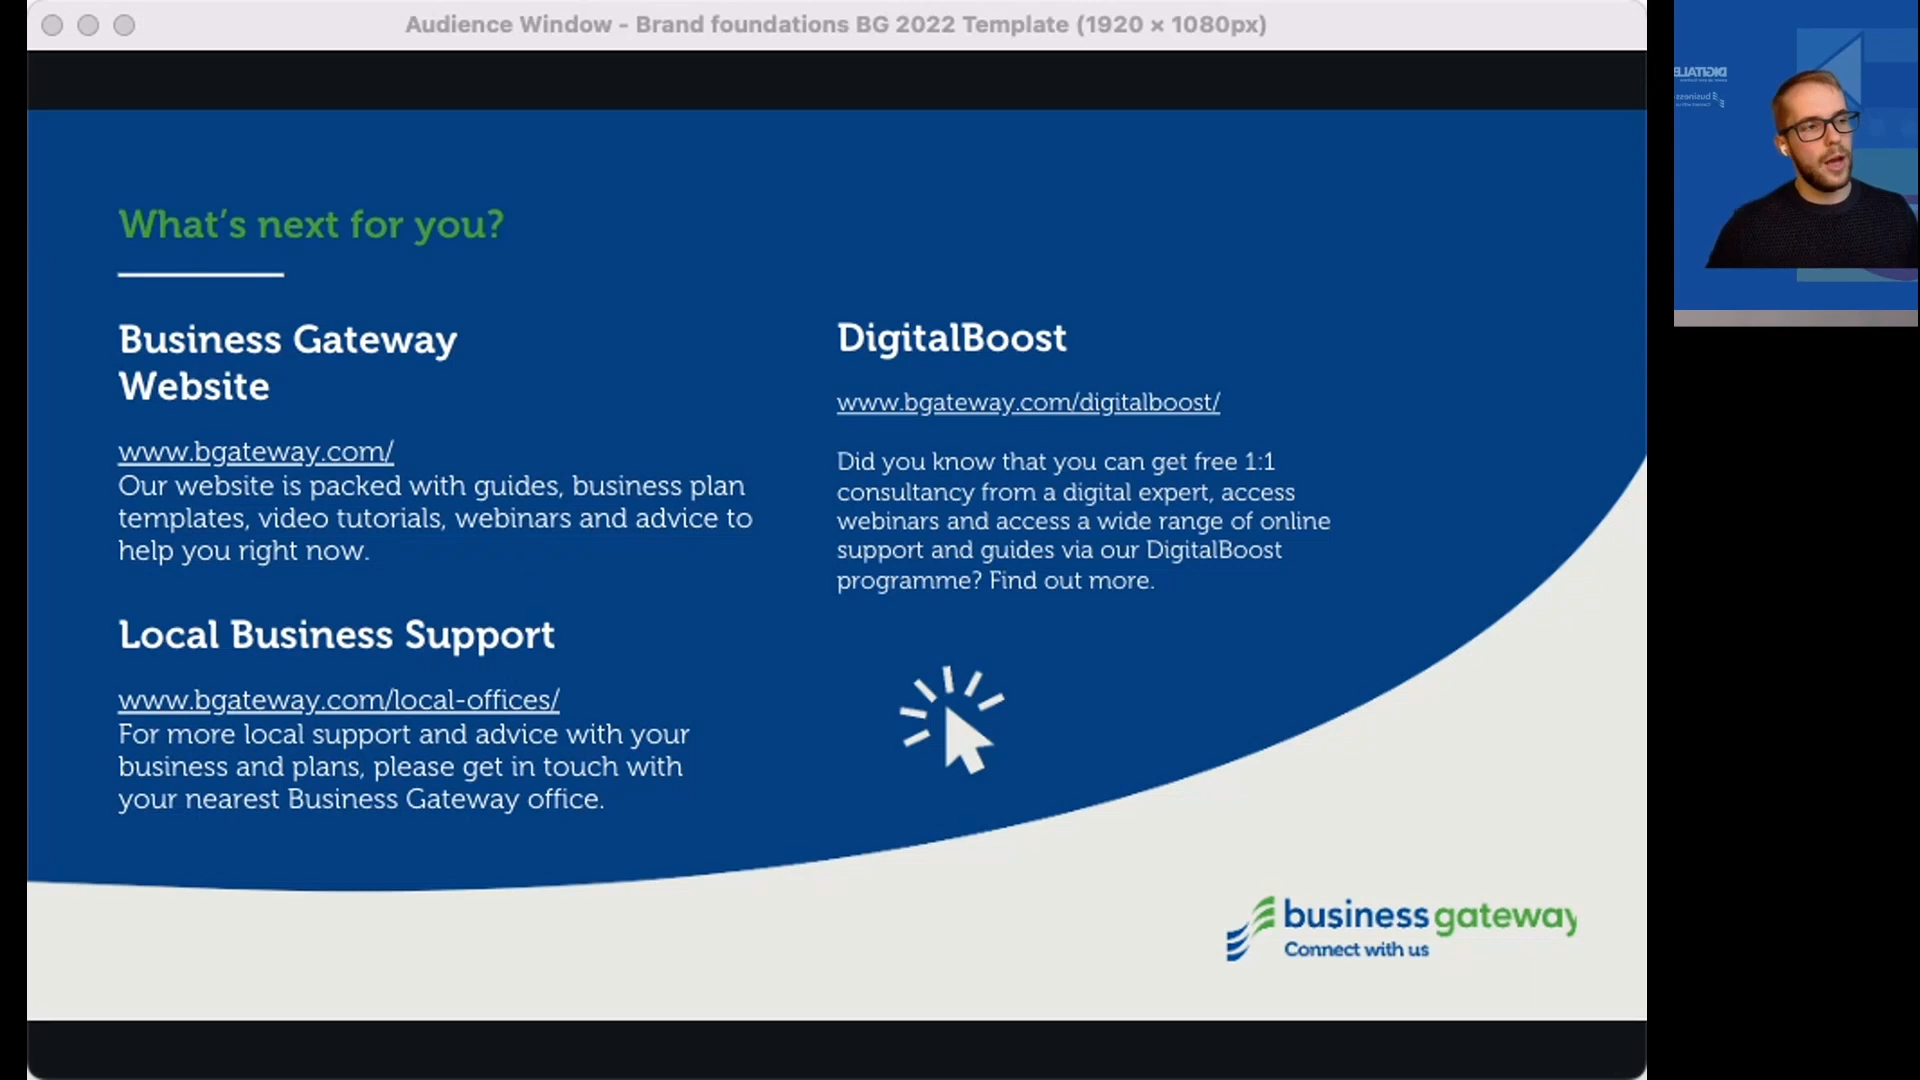 Audience Window - Brand foundations BG 2022 Template (1920 × 1080px)
What's next for you?
Business Gateway
Website
www.bgateway.com/
Our website is packed with guides, business plan
templates, video tutorials, webinars and advice to
help you right now.
Local Business Support
www.bgateway.com/local-offices/
For more local support and advice with your
business and plans, please get in touch with
your nearest Business Gateway office.
DigitalBoost
www.bgateway.com/digitalboost/
Did you know that you can get free 1:1
consultancy from a digital expert, access
webinars and access a wide range of online
support and guides via our DigitalBoost
programme? Find out more.
business gateway
Connect with us